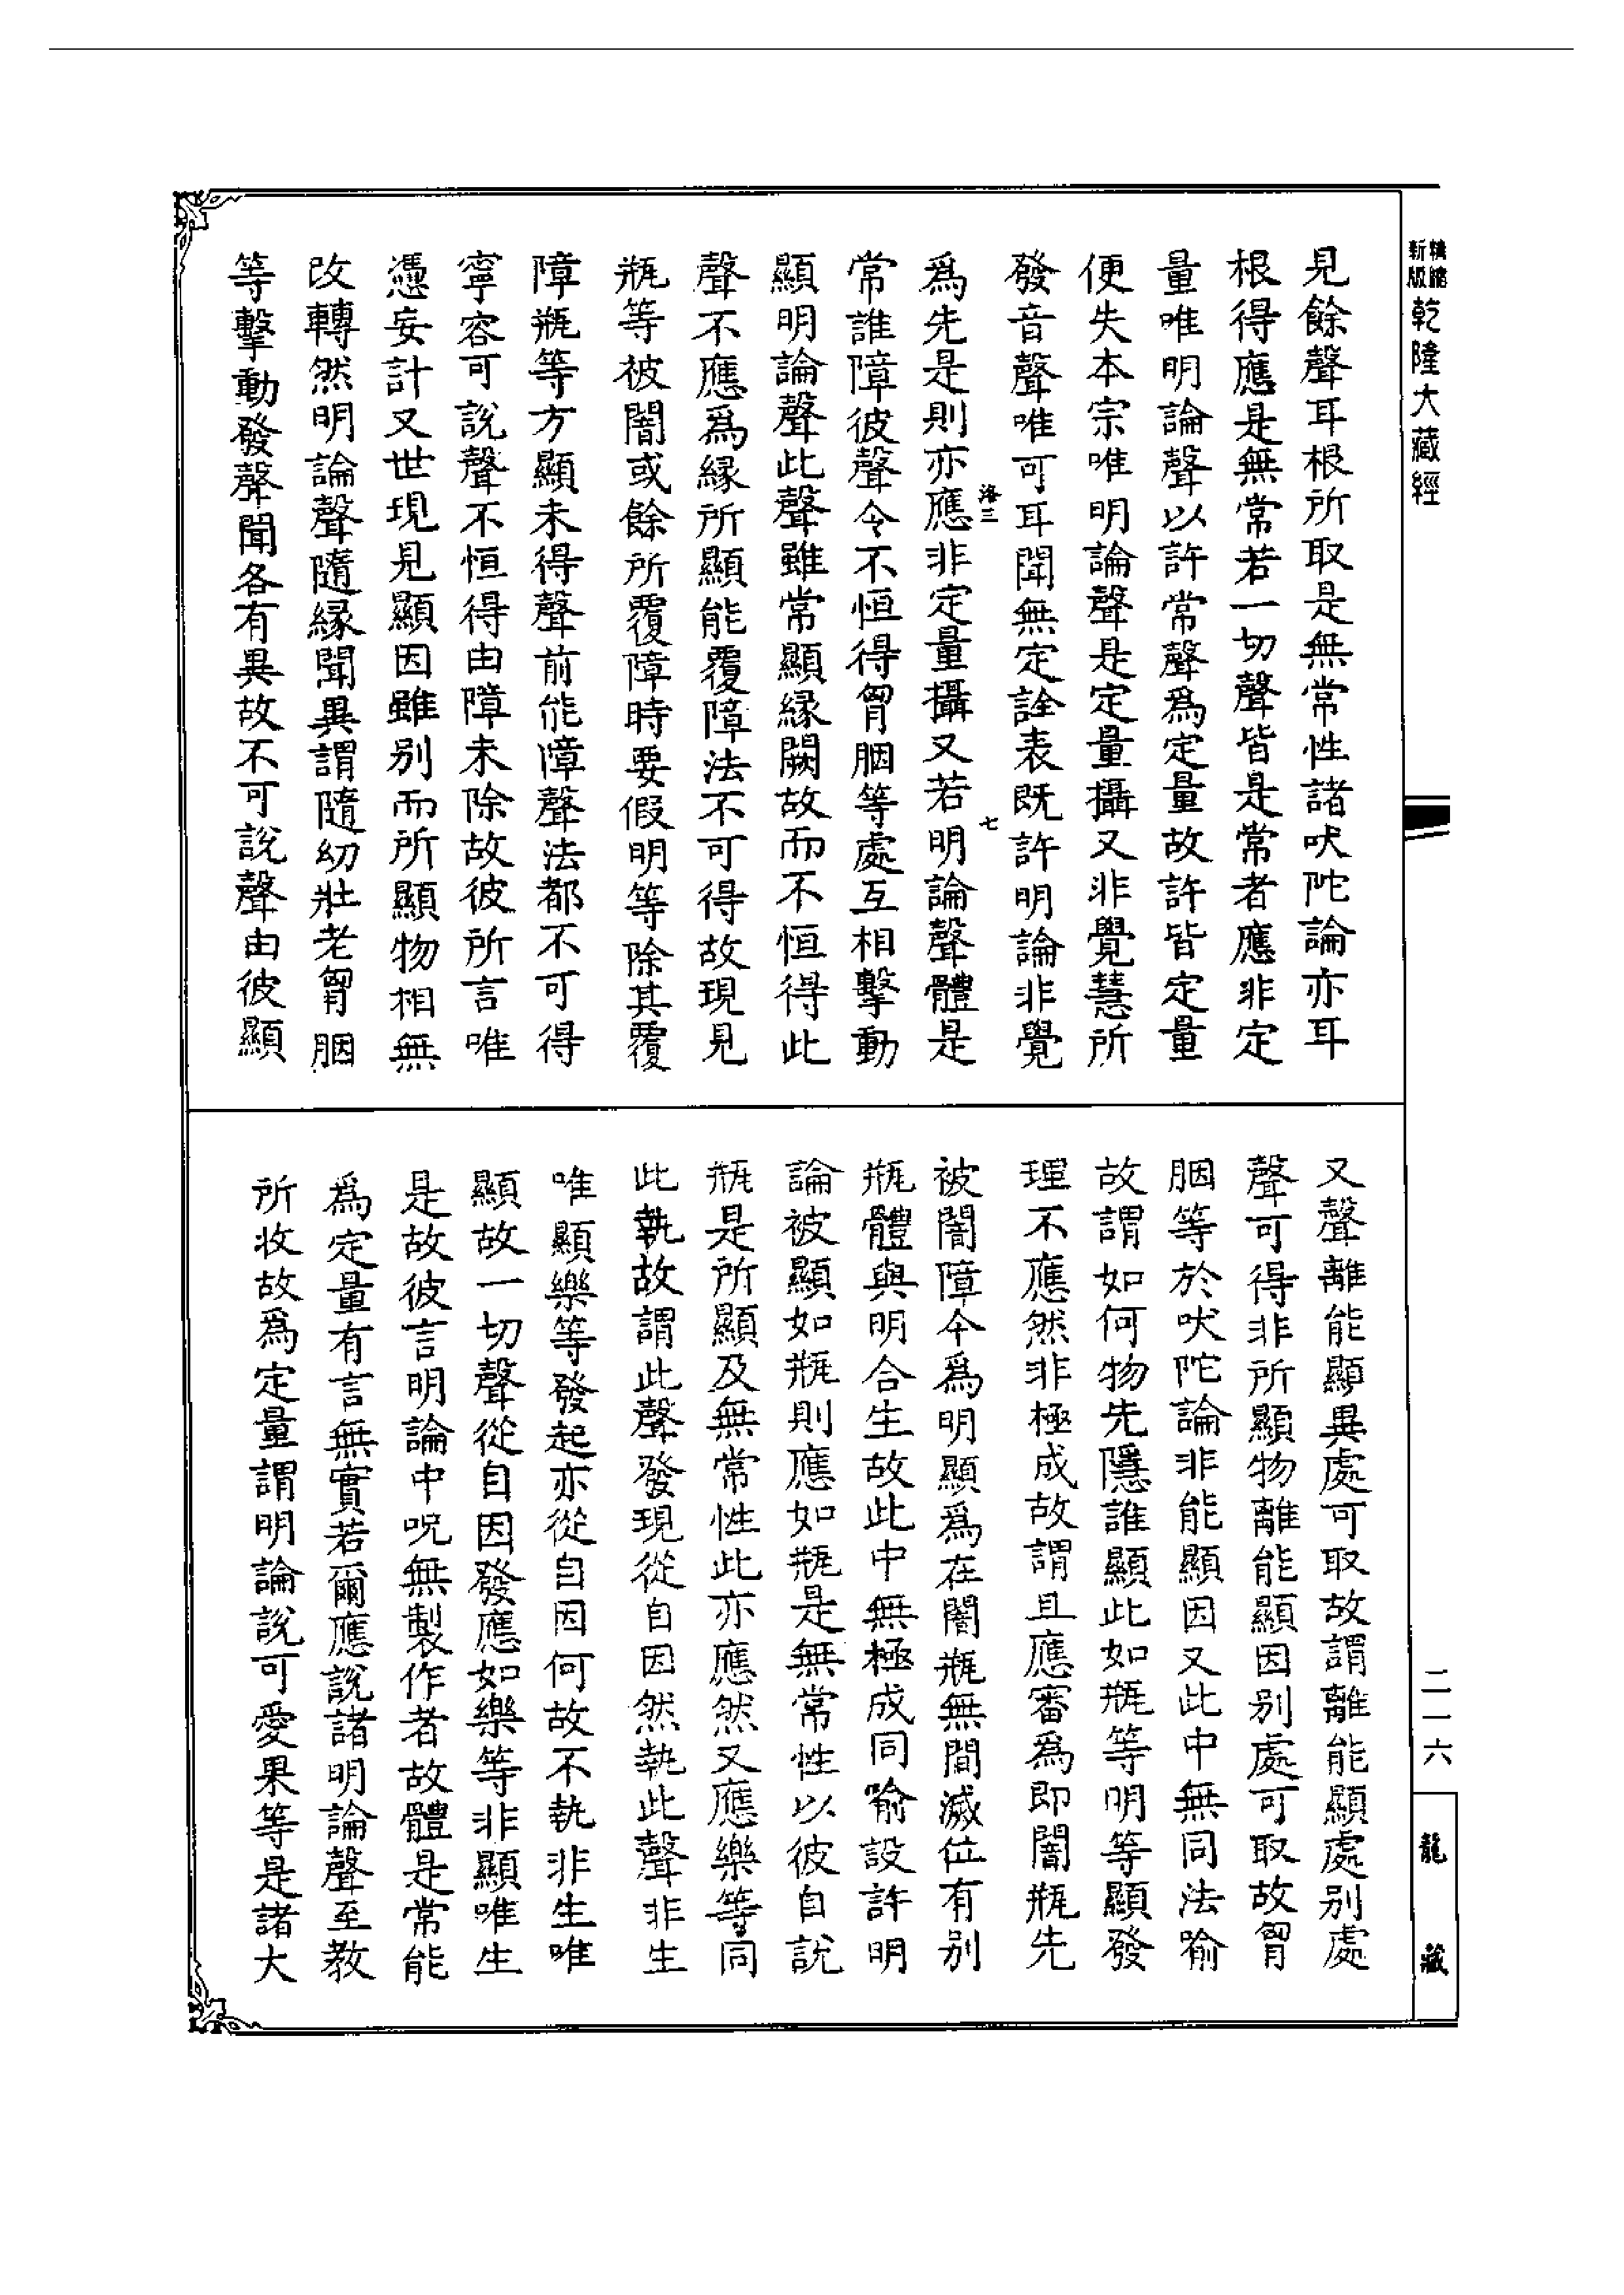 精縮
新版
乾隆大藏經
見餘聲耳根所取是無常性諸吠陀論亦耳
根得應是無常若一切聲皆是常者應非定
量唯明論聲以許常聲爲定量故許皆定量
便失本宗唯明論聲是定量攝又非覺慧所
發音聲唯可耳聞無定詮表既許明論非覺
洛三 七
爲先是則亦應非定量攝又若明論聲體是
常誰障彼聲令不恒得胷胭等處互相擊動
顯明論聲此聲雖常顯緣闕故而不恒得此
聲不應爲緣所顯能覆障法不可得故現見
瓶等彼闇或餘所覆障時要假明等除其覆
障瓶等方顯未得聲前能障聲法都不可得
寧容可說聲不恒得由障未除故彼所言唯
憑妄計又世現見顯因雖别而所顯物相無
改轉然明論聲隨緣聞異謂隨幼壯老胷胭
等擊動發聲聞各有異故不可說聲由彼顯
又聲離能顯異處可取故謂離能顯處别處
聲可得非所顯物離能顯因别處可取故胷
胭等於吠陀論非能顯因又此中無同法喻
故謂如何物先隱誰顯此如瓶等明等顯發
理不應然非極成故謂且應審爲即闇瓶先
被闇障今爲明顯爲在闇瓶無間滅位有别
瓶體與明合生故此中無極成同喻設許明
論被顯如瓶則應如瓶是無常性以彼自說
瓶是所顯及無常性此亦應然又應樂等同
此執故謂此聲發現從自因然執此聲非生
唯顯樂等發起亦從自因何故不執非生唯
顯故一切聲從自因發應如樂等非顯唯生
是故彼言明論中呪無製作者故體是常能
爲定量有言無實若爾應說諸明論聲至教
所收故爲定量謂明論說可愛果等是諸大
二一六
龍藏